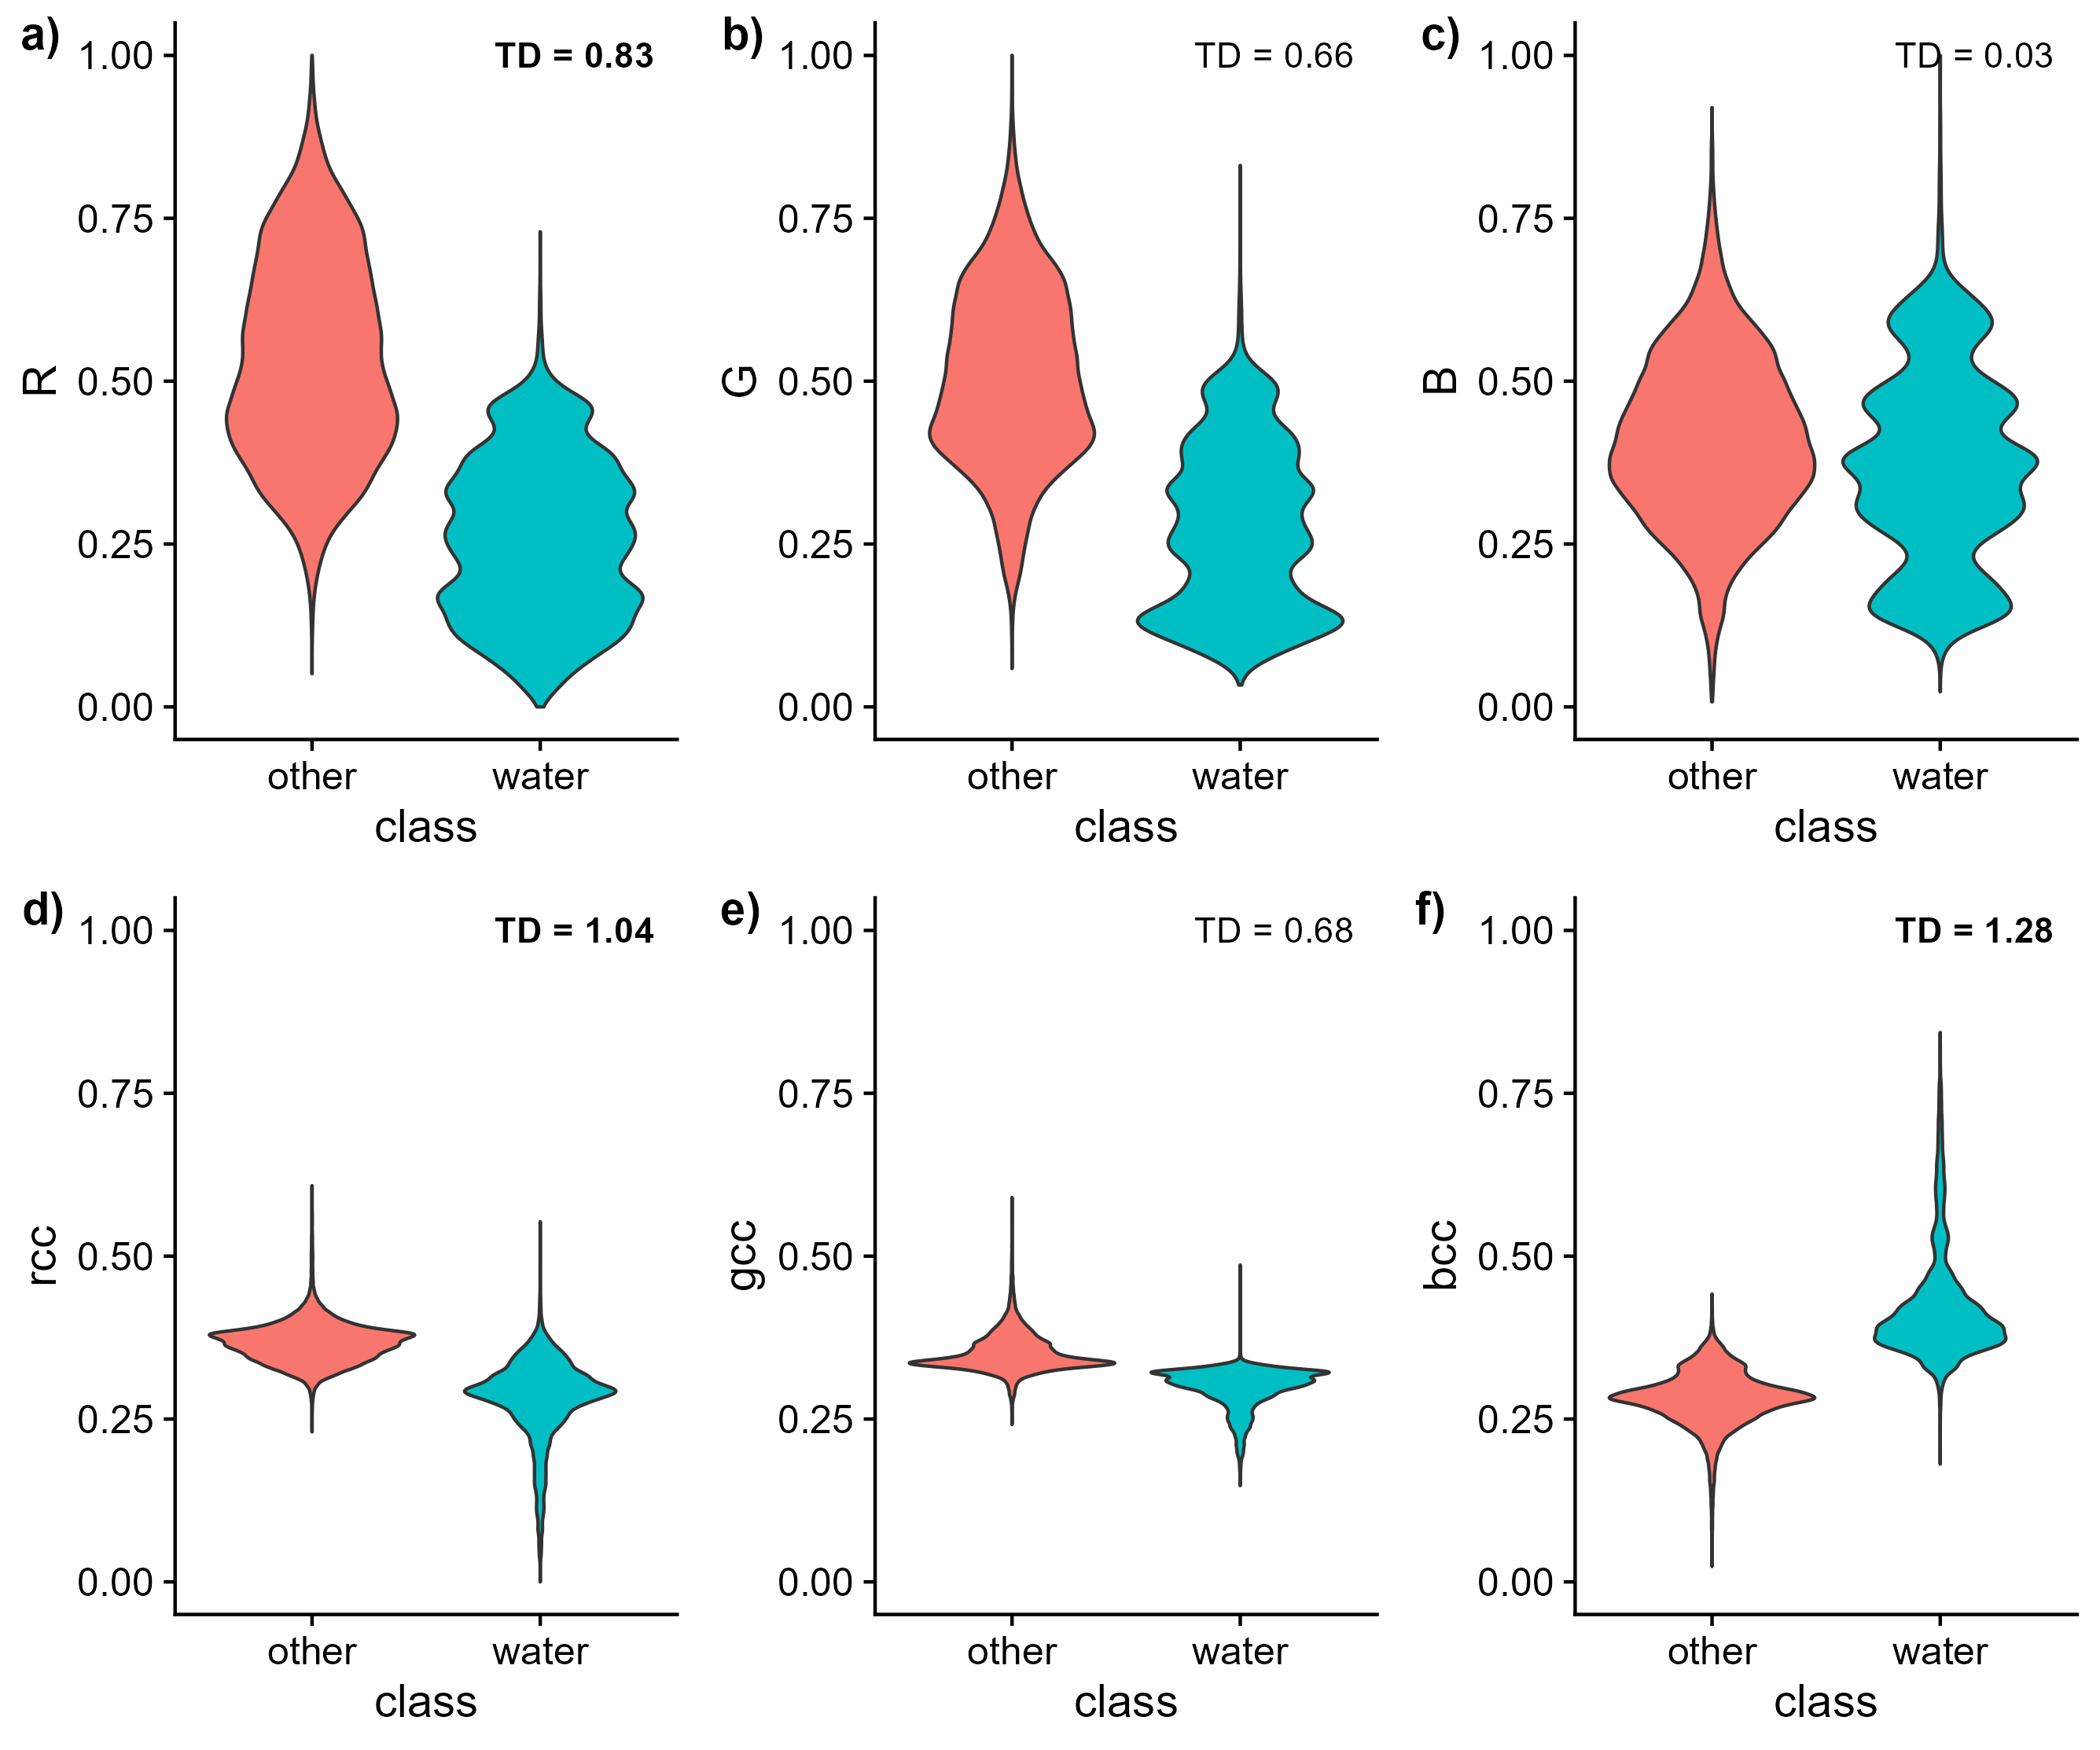 a)
TD = 0.83
1.00
0.75
0.50
0.25
0.00
R
other water
class
b)
TD = 0.66
1.00
0.75
0.50
0.25
0.00
G
other water
class
c)
TD = 0.03
1.00
0.75
0.50
0.25
0.00
B
other water
class
d)
TD = 1.04
1.00
0.75
0.50
0.25
0.00
rcc
other water
class
e)
TD = 0.68
1.00
0.75
0.50
0.25
0.00
gcc
other water
class
f)
TD = 1.28
1.00
0.75
0.50
0.25
0.00
bcc
other water
class